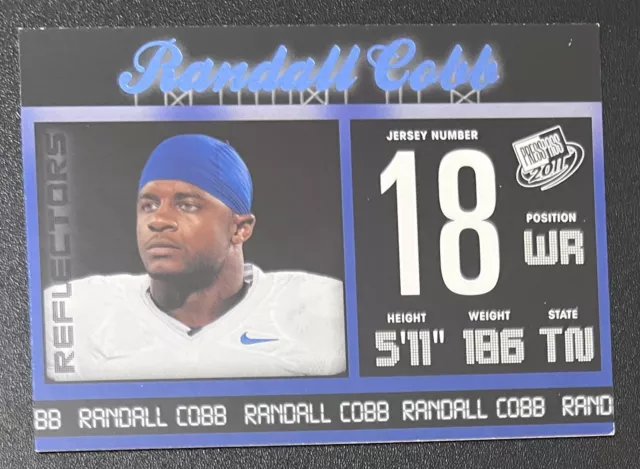 Randall Cobb
REFLECTORS
JERSEY NUMBER
18
PRESS PASS
2011
POSITION
WR
HEIGHT WEIGHT STATE
5'11" 186 TN
BB RANDALL COBB RANDALL COBB RANDALL COBB RAND